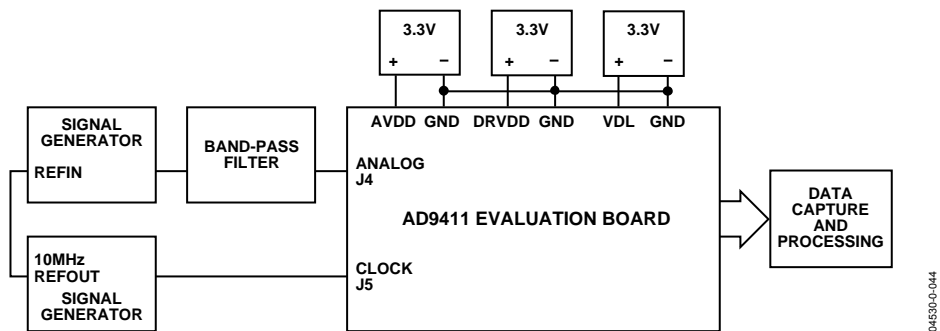 3.3V
+ −
3.3V
+ −
3.3V
+ −
AVDD GND DRVDD GND VDL GND
SIGNAL
GENERATOR
REFIN
BAND-PASS
FILTER
ANALOG
J4
AD9411 EVALUATION BOARD
DATA
CAPTURE
AND
PROCESSING
10MHz
REFOUT
SIGNAL
GENERATOR
CLOCK
J5
04530-0-044